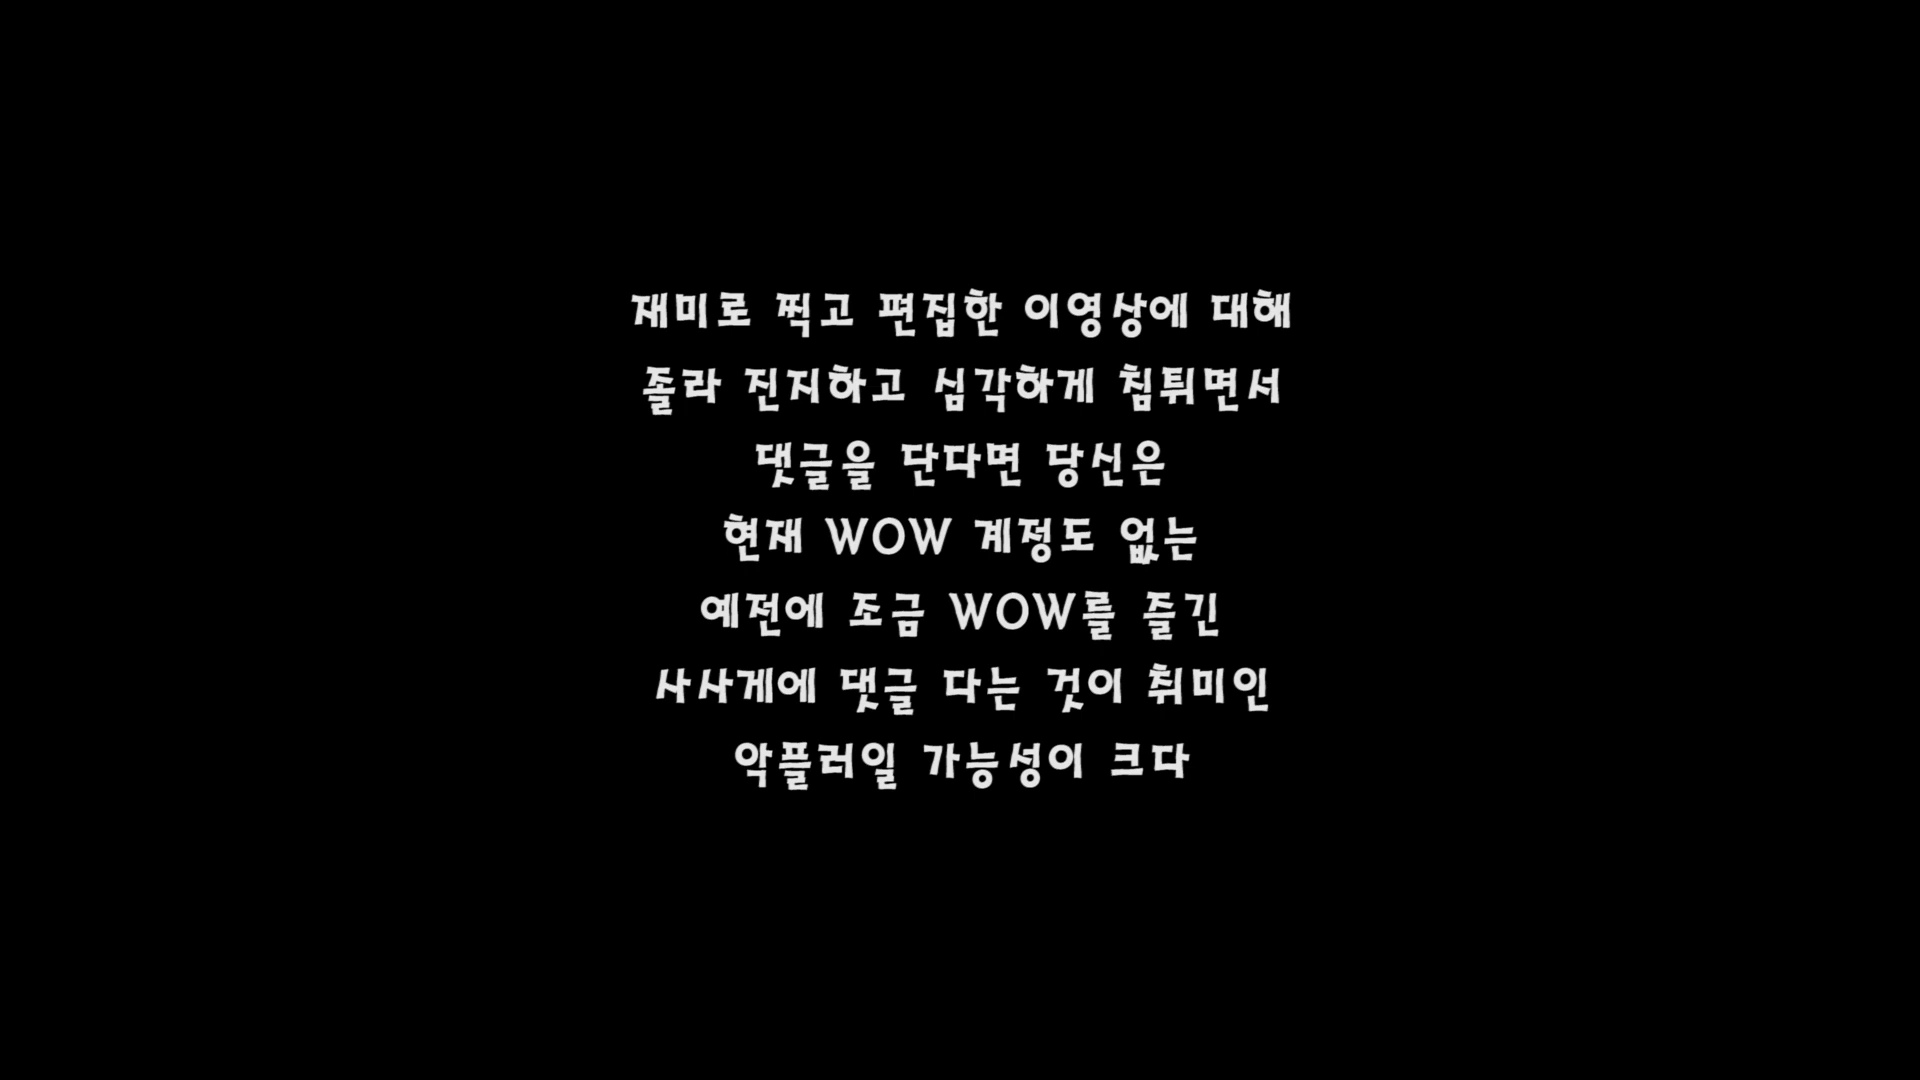 재미로 찍고 편집한 이영상에 대해
졸라 진지하고 심각하게 침튀면서
댓글을 단다면 당신은
현재 WOW 계정도 없는
예전에 조금 WOW를 즐긴
사사게에 댓글 다는 것이 취미인
악플러일 가능성이 크다